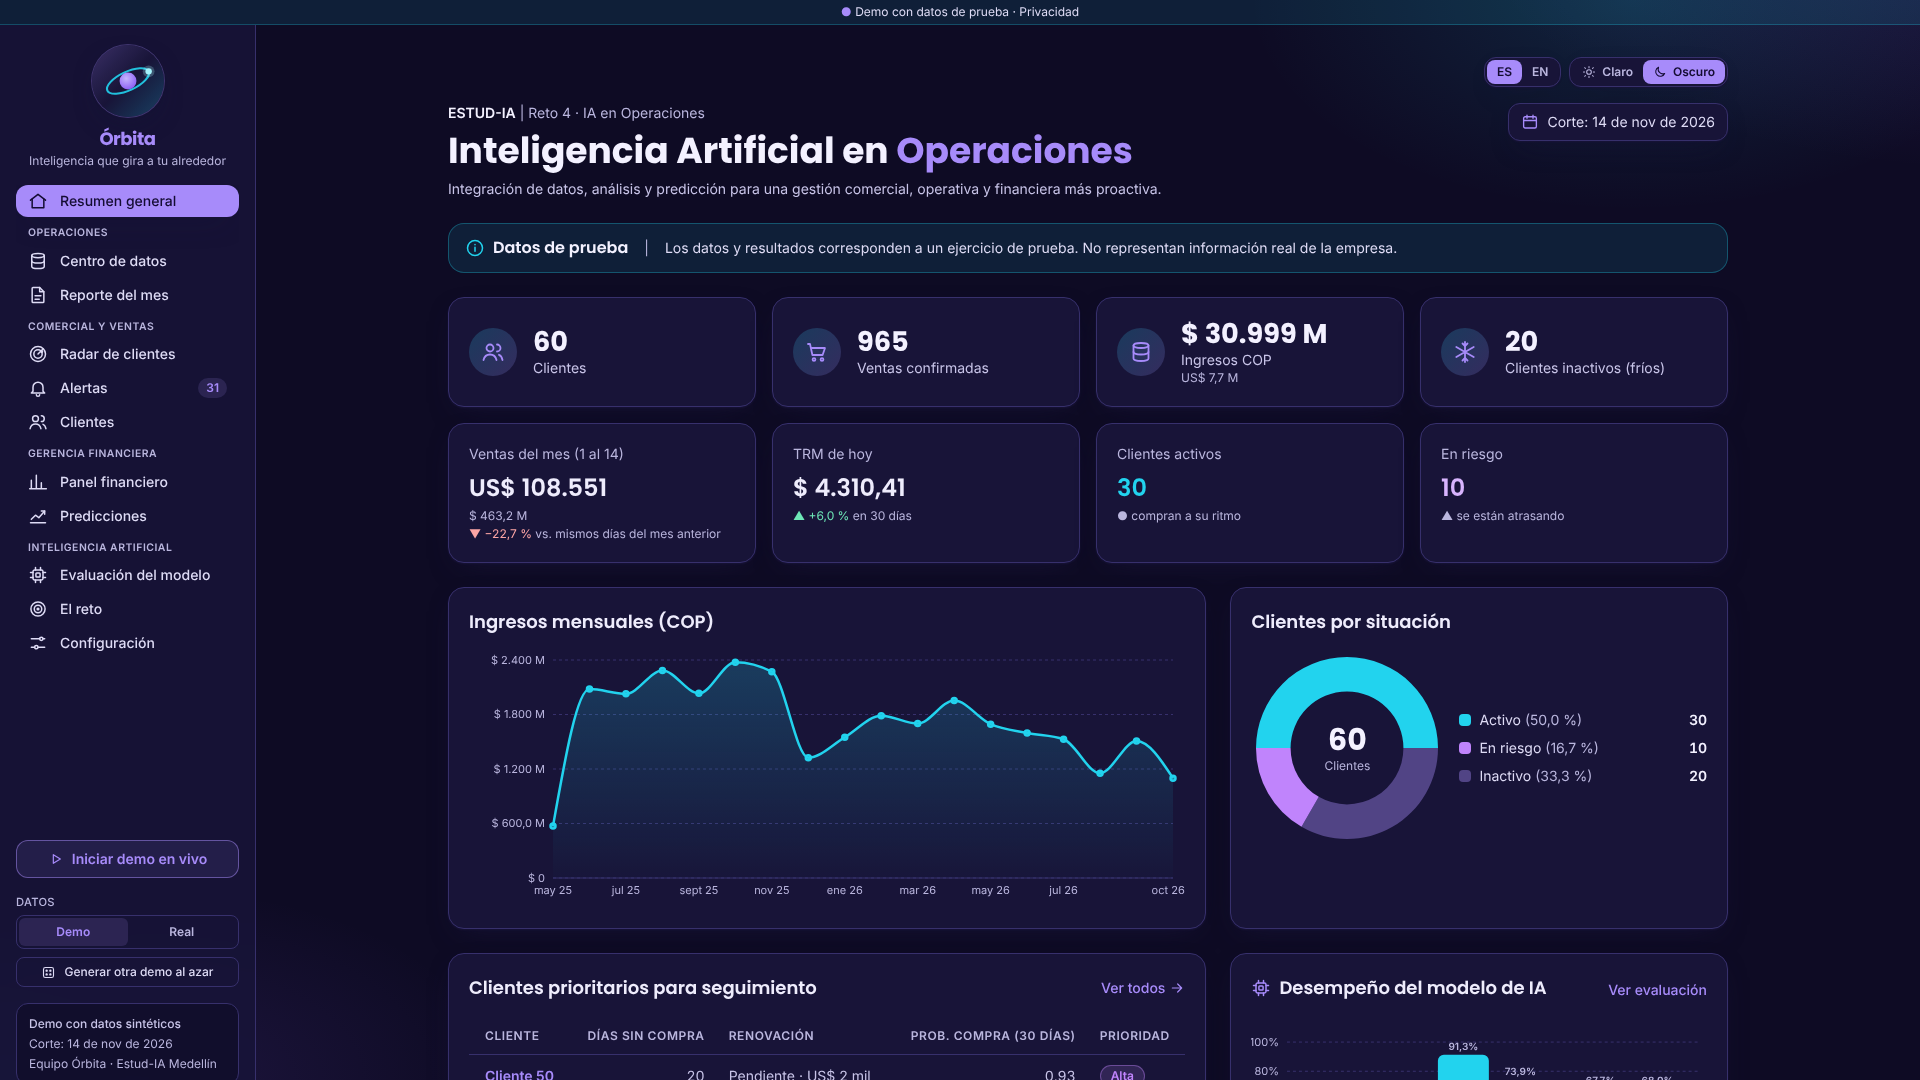 Demo con datos de prueba · Privacidad
Órbita
Inteligencia que gira a tu alrededor
Resumen general
OPERACIONES
Centro de datos
Reporte del mes
COMERCIAL Y VENTAS
Radar de clientes
Alertas 31
Clientes
GERENCIA FINANCIERA
Panel financiero
Predicciones
INTELIGENCIA ARTIFICIAL
Evaluación del modelo
El reto
Configuración
Iniciar demo en vivo
DATOS
Demo Real
Generar otra demo al azar
Demo con datos sintéticos
Corte: 14 de nov de 2026
Equipo Órbita · Estud-IA Medellín
ES EN Claro Oscuro
ESTUD-IA | Reto 4 · IA en Operaciones
Corte: 14 de nov de 2026
Inteligencia Artificial en Operaciones
Integración de datos, análisis y predicción para una gestión comercial, operativa y financiera más proactiva.
Datos de prueba | Los datos y resultados corresponden a un ejercicio de prueba. No representan información real de la empresa.
60
Clientes
965
Ventas confirmadas
$ 30.999 M
Ingresos COP
US$ 7,7 M
20
Clientes inactivos (fríos)
Ventas del mes (1 al 14)
US$ 108.551
$ 463,2 M
▼ −22,7 % vs. mismos días del mes anterior
TRM de hoy
$ 4.310,41
▲ +6,0 % en 30 días
Clientes activos
30
● compran a su ritmo
En riesgo
10
▲ se están atrasando
Ingresos mensuales (COP)
$ 2.400 M
$ 1.800 M
$ 1.200 M
$ 600,0 M
$ 0
may 25 jul 25 sept 25 nov 25 ene 26 mar 26 may 26 jul 26 oct 26
Clientes por situación
60
Clientes
Activo (50,0 %) 30
En riesgo (16,7 %) 10
Inactivo (33,3 %) 20
Clientes prioritarios para seguimiento
Ver todos →
CLIENTE DÍAS SIN COMPRA RENOVACIÓN PROB. COMPRA (30 DÍAS) PRIORIDAD
Cliente 50 20 Pendiente · US$ 2 mil 0,93 Alta
Desempeño del modelo de IA
Ver evaluación
100%
91,3%
80%
73,9%